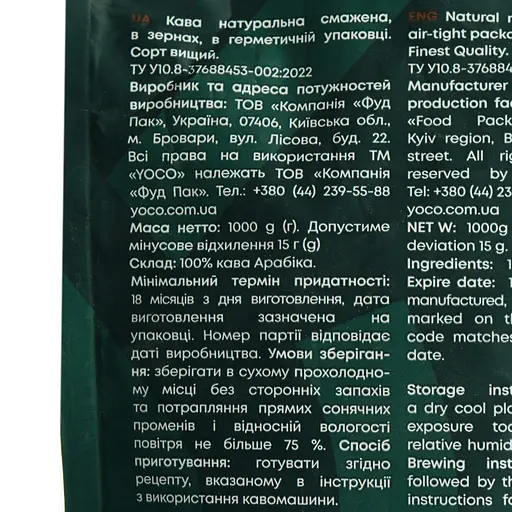 UA Кава натуральна смажена,
в зернах, в герметичній упаковці.
Сорт вищий.
ТУ У10.8-37688453-002:2022
Виробник та адреса потужностей
виробництва: ТОВ «Компанія «Фуд
Пак», Україна, 07406, Київська обл.,
м. Бровари, вул. Лісова, буд. 22.
Всі права на використання ТМ
«YOCO» належать ТОВ «Компанія
«Фуд Пак». Тел.: +380 (44) 239-55-88
yoco.com.ua
Маса нетто: 1000 g (г). Допустиме
мінусове відхилення 15 г (g)
Склад: 100% кава Арабіка.
Мінімальний термін придатності:
18 місяців з дня виготовлення, дата
виготовлення зазначена на
упаковці. Номер партії відповідає
даті виробництва. Умови зберіган-
ня: зберігати в сухому прохолодно-
му місці без сторонніх запахів
та потрапляння прямих сонячних
променів і відносній вологості
повітря не більше 75 %. Спосіб
приготування: готувати згідно
рецепту, вказаному в інструкції
з використання кавомашини.
ENG Natural
air-tight
Finest Quality.
ТУ У10.8-37688
Manufacturer
production
«Food
Kyiv region,
street. All
reserved by
Tel: +380 (44)
yoco.com.ua
NET W: 1000g
deviation 15 g.
Ingredients:
Expire date:
manufactured,
marked on
code matches
date.
Storage
a dry cool
exposure
relative
Brewing
followed by
instructions